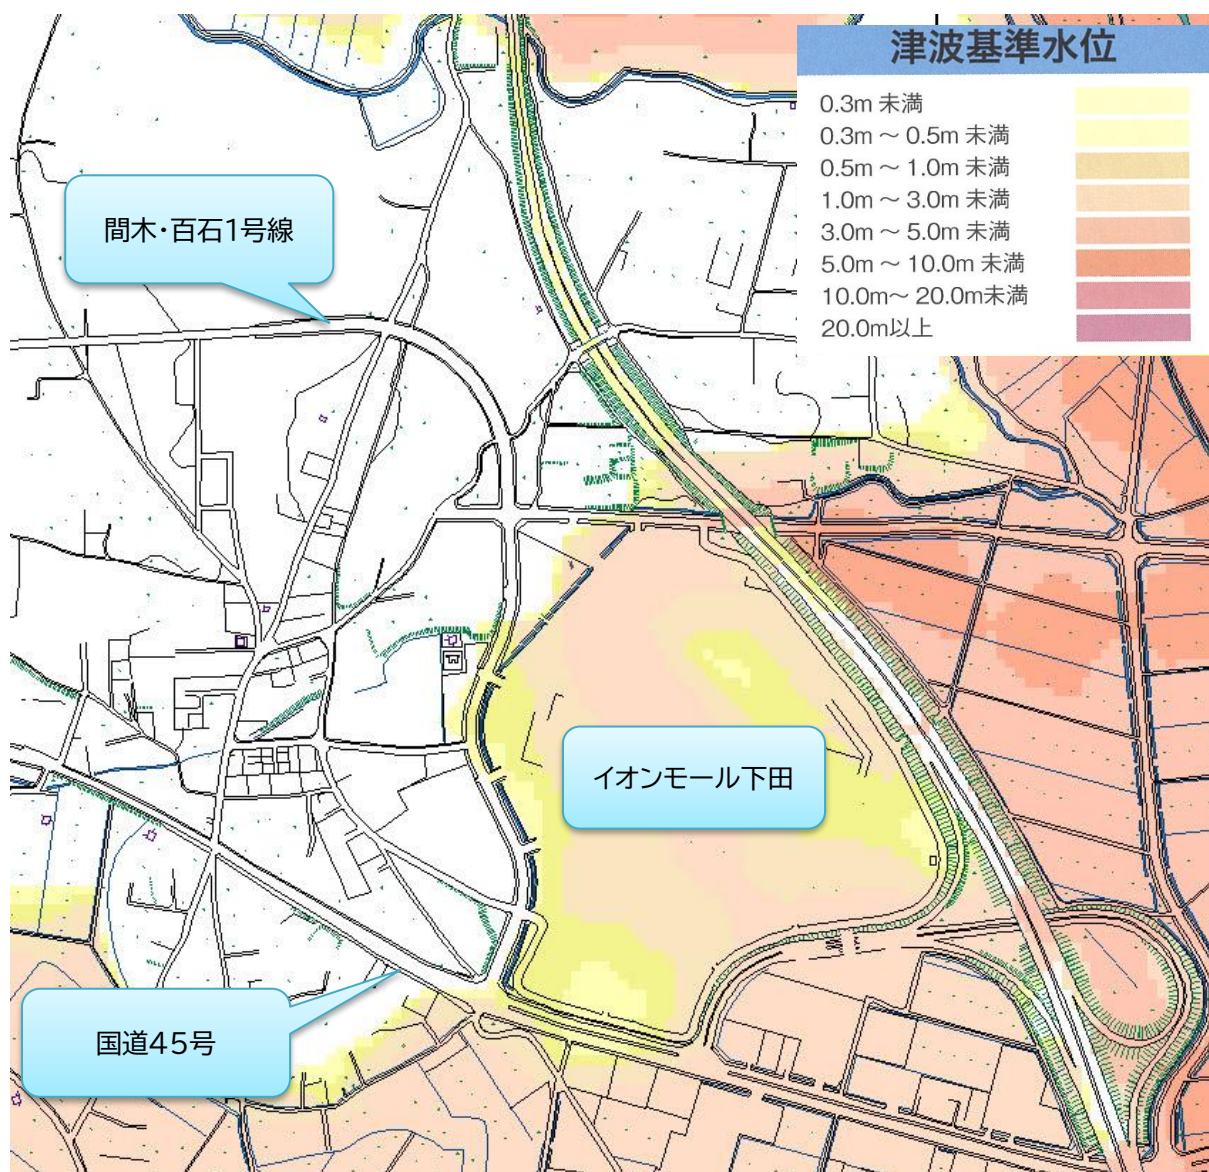 津波基準水位
0.3m 未満
0.3m ～ 0.5m 未満
0.5m ～ 1.0m 未満
1.0m ～ 3.0m 未満
3.0m ～ 5.0m 未満
5.0m ～ 10.0m 未満
10.0m～ 20.0m未満
20.0m以上
間木・百石1号線
イオンモール下田
国道45号